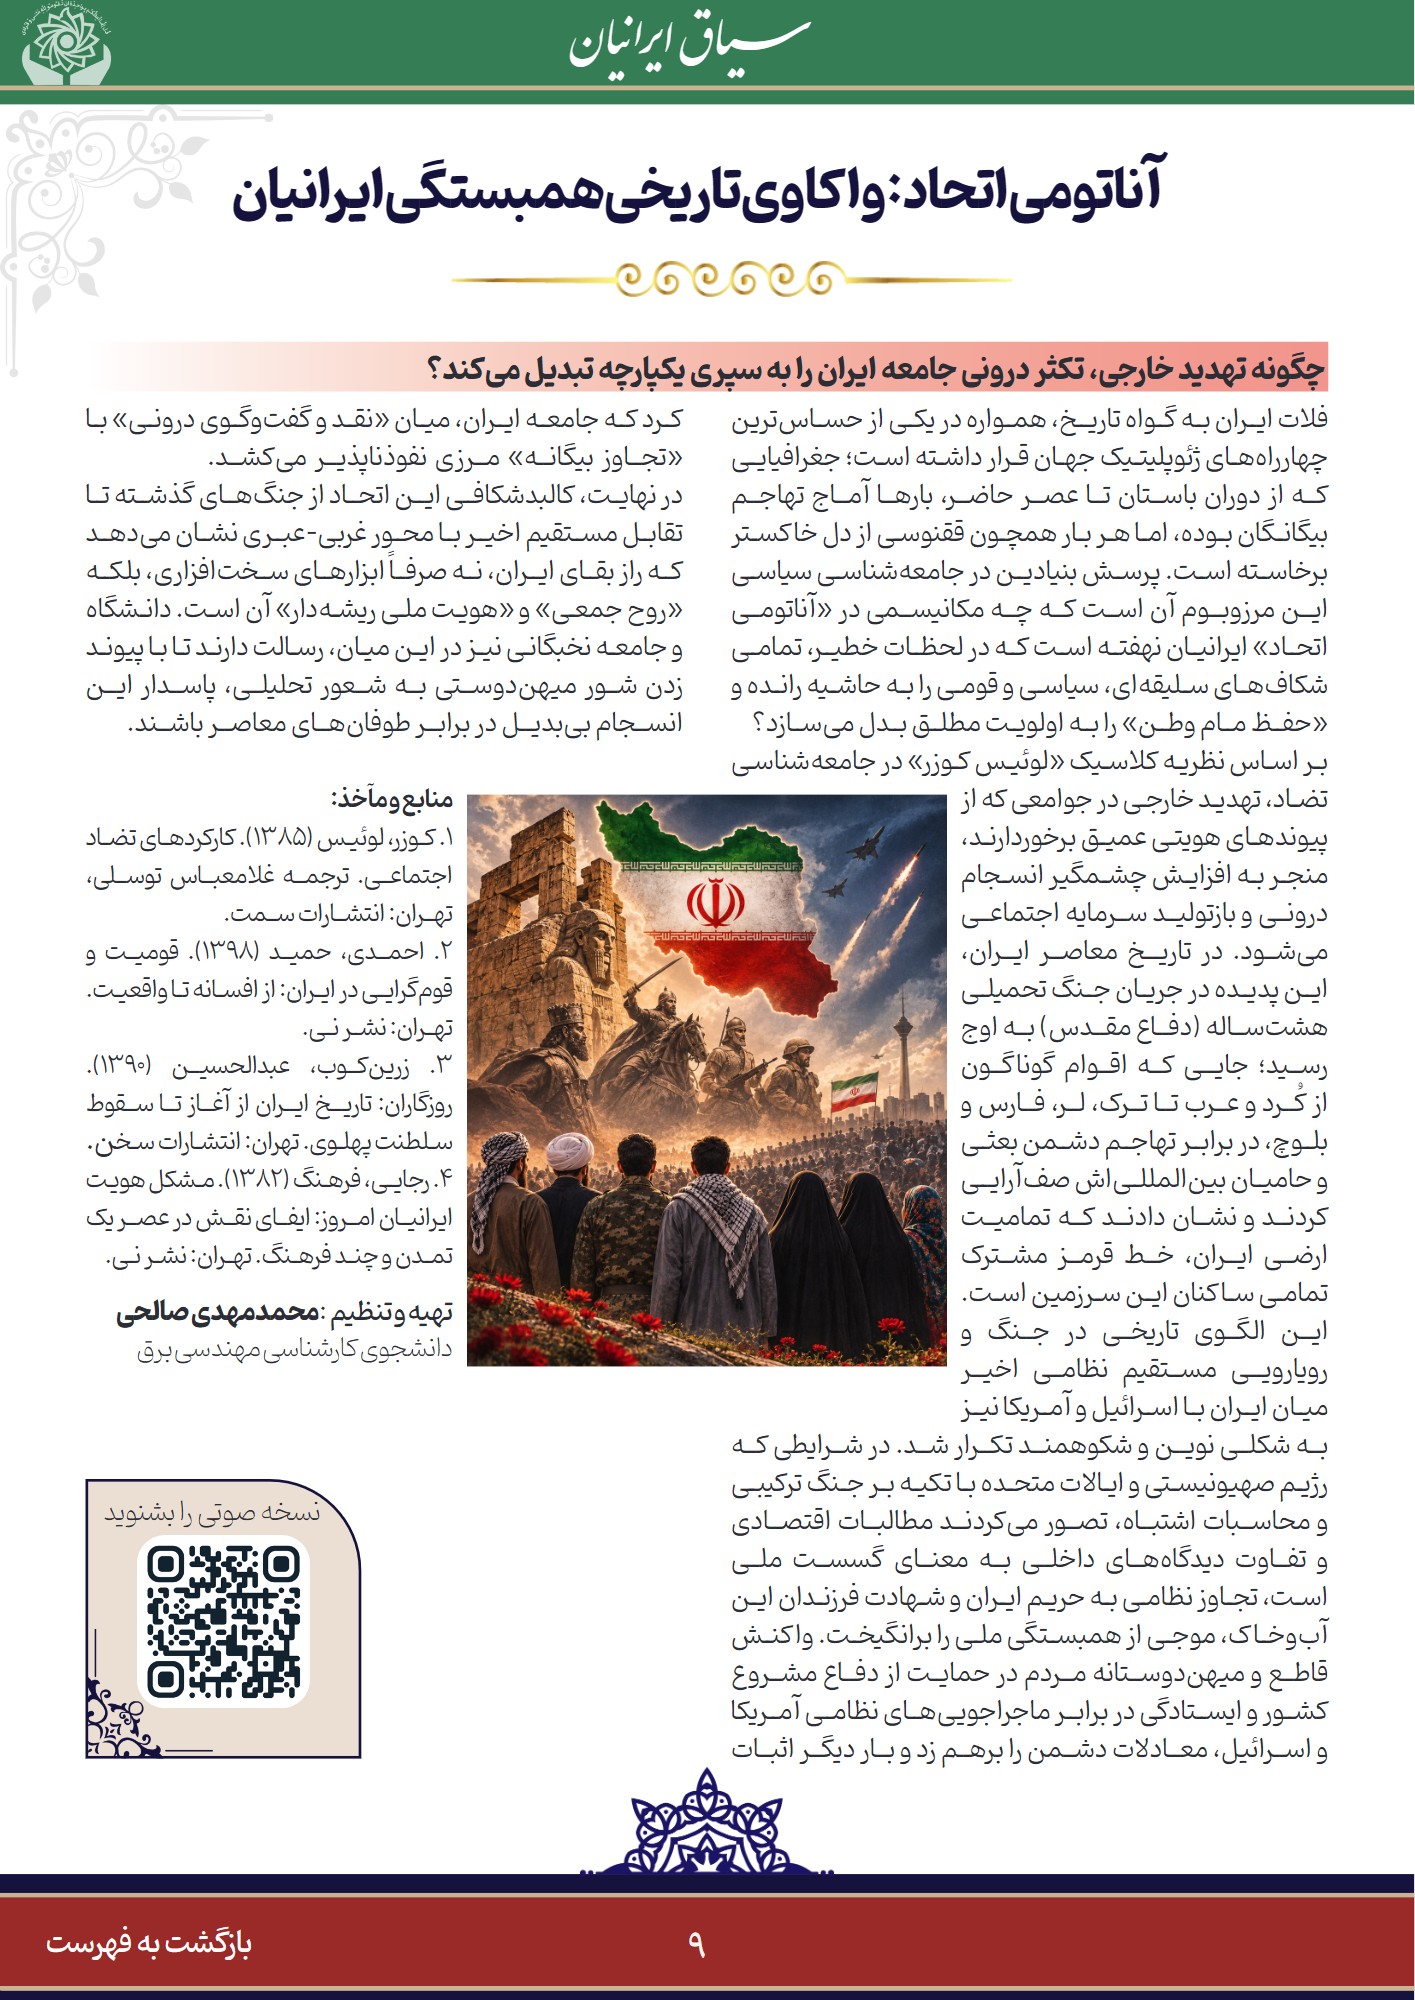 سیاق ایرانیان
آناتومی اتحاد: واکاوی تاریخی همبستگی ایرانیان
چگونه تهدید خارجی، تکثر درونی جامعه ایران را به سپری یکپارچه تبدیل می‌کند؟
فلات ایران به گواه تاریخ، همواره در یکی از حساس‌ترین
چهارراه‌های ژئوپلیتیک جهان قرار داشته است؛ جغرافیایی
که از دوران باستان تا عصر حاضر، بارها آماج تهاجم
بیگانگان بوده، اما هر بار همچون ققنوسی از دل خاکستر
برخاسته است. پرسش بنیادین در جامعه‌شناسی سیاسی
این مرزوبوم آن است که چه مکانیسمی در «آناتومی
اتحاد» ایرانیان نهفته است که در لحظات خطیر، تمامی
شکاف‌های سلیقه‌ای، سیاسی و قومی را به حاشیه رانده و
«حفظ مام وطن» را به اولویت مطلق بدل می‌سازد؟
بر اساس نظریه کلاسیک «لوئیس کوزر» در جامعه‌شناسی
تضاد، تهدید خارجی در جوامعی که از
پیوندهای هویتی عمیق برخوردارند،
منجر به افزایش چشمگیر انسجام
درونی و بازتولید سرمایه اجتماعی
می‌شود. در تاریخ معاصر ایران،
این پدیده در جریان جنگ تحمیلی
هشت‌ساله (دفاع مقدس) به اوج
رسید؛ جایی که اقوام گوناگون
از کُرد و عرب تا ترک، لر، فارس و
بلوچ، در برابر تهاجم دشمن بعثی
و حامیان بین‌المللی‌اش صف‌آرایی
کردند و نشان دادند که تمامیت
ارضی ایران، خط قرمز مشترک
تمامی ساکنان این سرزمین است.
این الگوی تاریخی در جنگ و
رویارویی مستقیم نظامی اخیر
میان ایران با اسرائیل و آمریکا نیز
به شکلی نوین و شکوهمند تکرار شد. در شرایطی که
رژیم صهیونیستی و ایالات متحده با تکیه بر جنگ ترکیبی
و محاسبات اشتباه، تصور می‌کردند مطالبات اقتصادی
و تفاوت دیدگاه‌های داخلی به معنای گسست ملی
است، تجاوز نظامی به حریم ایران و شهادت فرزندان این
آب‌وخاک، موجی از همبستگی ملی را برانگیخت. واکنش
قاطع و میهن‌دوستانه مردم در حمایت از دفاع مشروع
کشور و ایستادگی در برابر ماجراجویی‌های نظامی آمریکا
و اسرائیل، معادلات دشمن را برهم زد و بار دیگر اثبات
کرد که جامعه ایران، میان «نقد و گفت‌وگوی درونی» با
«تجاوز بیگانه» مرزی نفوذناپذیر می‌کشد.
در نهایت، کالبدشکافی این اتحاد از جنگ‌های گذشته تا
تقابل مستقیم اخیر با محور غربی-عبری نشان می‌دهد
که راز بقای ایران، نه صرفاً ابزارهای سخت‌افزاری، بلکه
«روح جمعی» و «هویت ملی ریشه‌دار» آن است. دانشگاه
و جامعه نخبگانی نیز در این میان، رسالت دارند تا با پیوند
زدن شور میهن‌دوستی به شعور تحلیلی، پاسدار این
انسجام بی‌بدیل در برابر طوفان‌های معاصر باشند.
منابع و مآخذ:
۱. کوزر، لوئیس (۱۳۸۵). کارکردهای تضاد
اجتماعی. ترجمه غلامعباس توسلی،
تهران: انتشارات سمت.
۲. احمدی، حمید (۱۳۹۸). قومیت و
قوم‌گرایی در ایران: از افسانه تا واقعیت.
تهران: نشر نی.
۳. زرین‌کوب، عبدالحسین (۱۳۹۰).
روزگاران: تاریخ ایران از آغاز تا سقوط
سلطنت پهلوی. تهران: انتشارات سخن.
۴. رجایی، فرهنگ (۱۳۸۲). مشکل هویت
ایرانیان امروز: ایفای نقش در عصر یک
تمدن و چند فرهنگ. تهران: نشر نی.
تهیه و تنظیم :محمدمهدی صالحی
دانشجوی کارشناسی مهندسی برق
نسخه صوتی را بشنوید
۹
بازگشت به فهرست